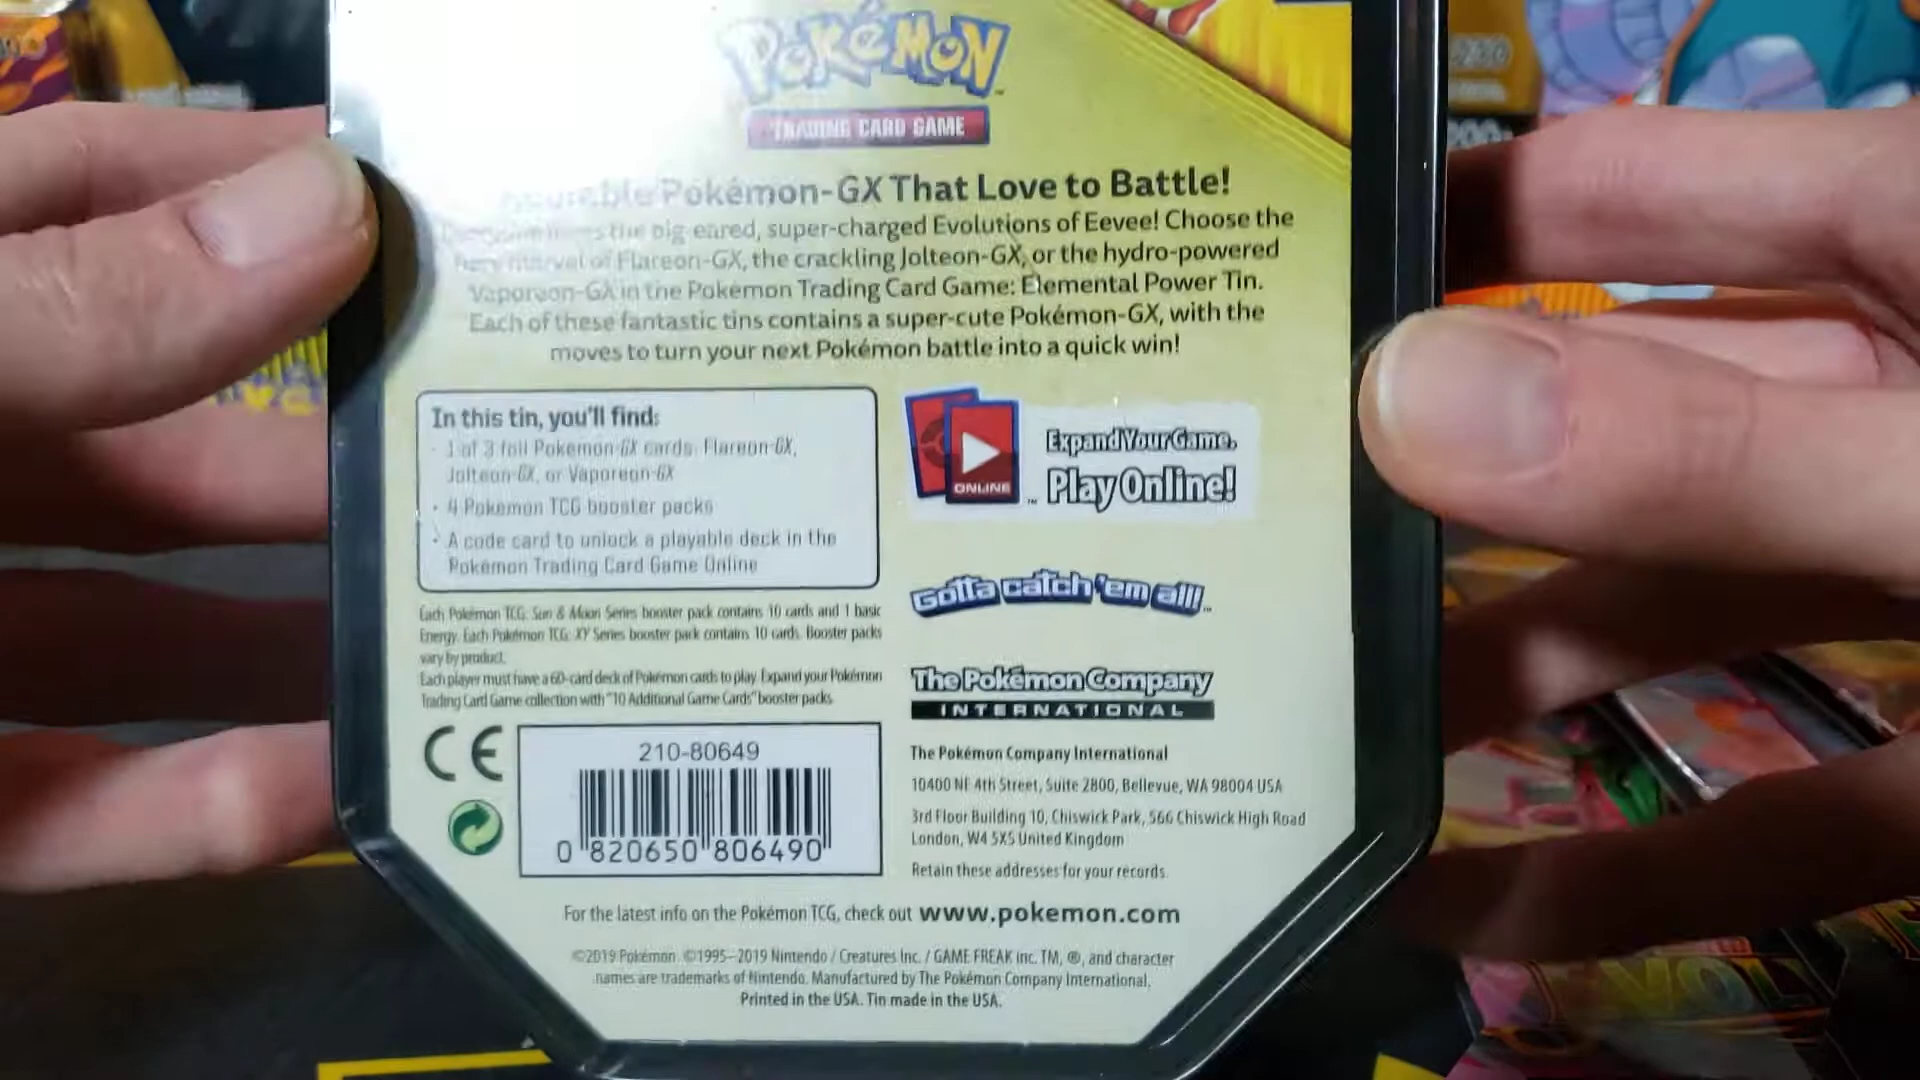 POKéMON
TRADING CARD GAME
Pokémon-GX That Love to Battle!
the big-eared, super-charged Evolutions of Eevee! Choose the
marvel of Flareon-GX, the crackling Jolteon-GX, or the hydro-powered
Vaporeon-GX in the Pokémon Trading Card Game: Elemental Power Tin.
Each of these fantastic tins contains a super-cute Pokémon-GX, with the
moves to turn your next Pokémon battle into a quick win!
In this tin, you'll find:
· 1 of 3 foil Pokémon-GX cards: Flareon-GX,
Jolteon-GX, or Vaporeon-GX
· 4 Pokémon TCG booster packs
· A code card to unlock a playable deck in the
Pokémon Trading Card Game Online
ONLINE
™
Expand Your Game.
Play Online!
Gotta catch 'em all!™
Each Pokémon TCG: Sun & Moon Series booster pack contains 10 cards and 1 basic
Energy. Each Pokémon TCG: XY Series booster pack contains 10 cards. Booster packs
vary by product.
Each player must have a 60-card deck of Pokémon cards to play. Expand your Pokémon
Trading Card Game collection with "10 Additional Game Cards" booster packs.
The Pokémon Company
INTERNATIONAL
CE
210-80649
0 820650 806490
The Pokémon Company International
10400 NE 4th Street, Suite 2800, Bellevue, WA 98004 USA
3rd Floor Building 10, Chiswick Park, 566 Chiswick High Road
London, W4 5XS United Kingdom
Retain these addresses for your records.
For the latest info on the Pokémon TCG, check out www.pokemon.com
©2019 Pokémon. ©1995–2019 Nintendo / Creatures Inc. / GAME FREAK inc. TM, ®, and character
names are trademarks of Nintendo. Manufactured by The Pokémon Company International.
Printed in the USA. Tin made in the USA.
VOL